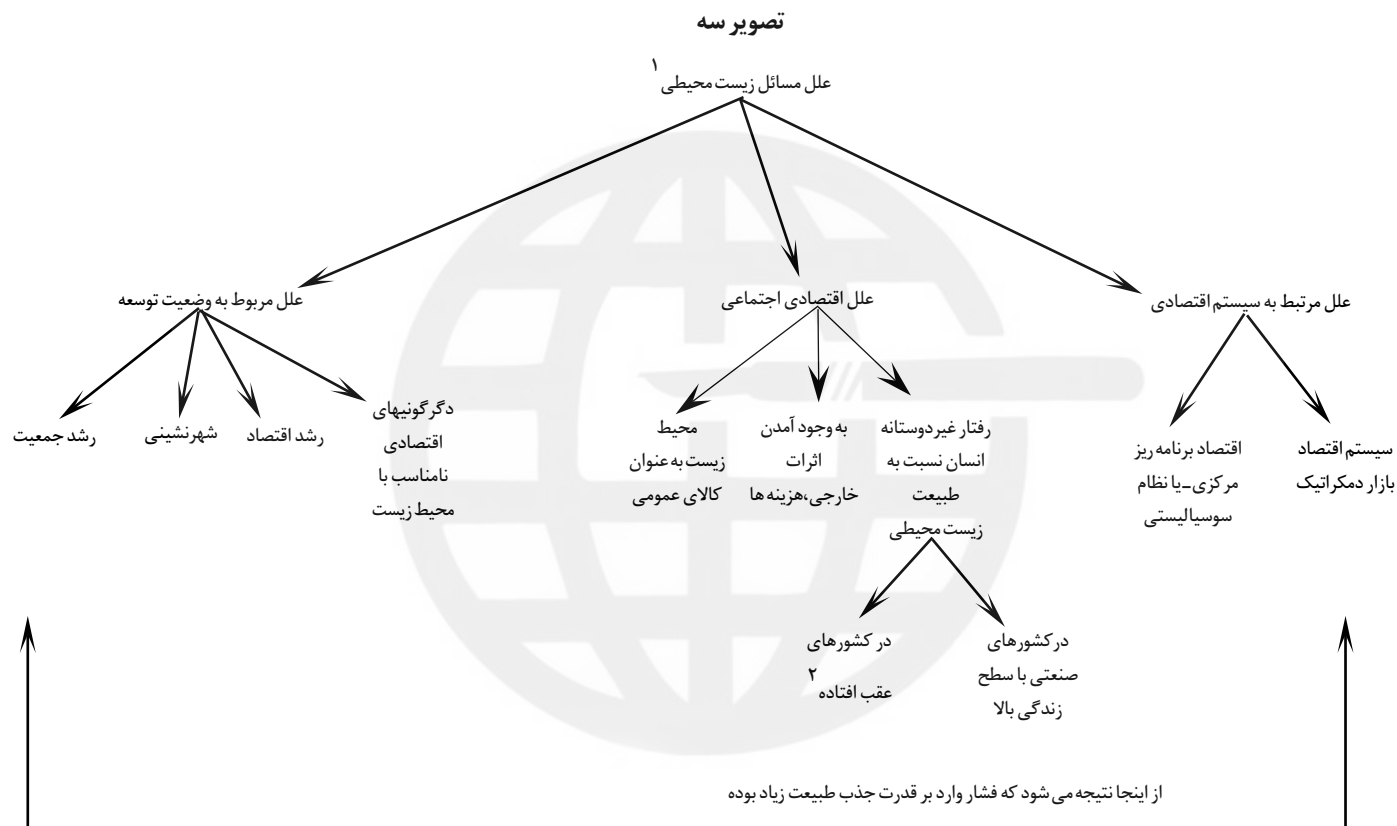 تصویر سه
علل مسائل زیست محیطی ۱
علل مرتبط به سیستم اقتصادی
علل اقتصادی اجتماعی
علل مربوط به وضعیت توسعه
سیستم اقتصاد
بازار دمکراتیک
اقتصاد برنامه ریز
مرکزی-یا نظام
سوسیالیستی
رفتار غیردوستانه
انسان نسبت به
طبیعت
زیست محیطی
به وجود آمدن
اثرات
خارجی،هزینه ها
محیط
زیست به عنوان
کالای عمومی
دگرگونیهای
اقتصادی
نامناسب با
محیط زیست
رشد اقتصاد
شهرنشینی
رشد جمعیت
درکشورهای
صنعتی با سطح
زندگی بالا
در کشورهای
عقب افتاده ۲
از اینجا نتیجه می شود که فشار وارد بر قدرت جذب طبیعت زیاد بوده